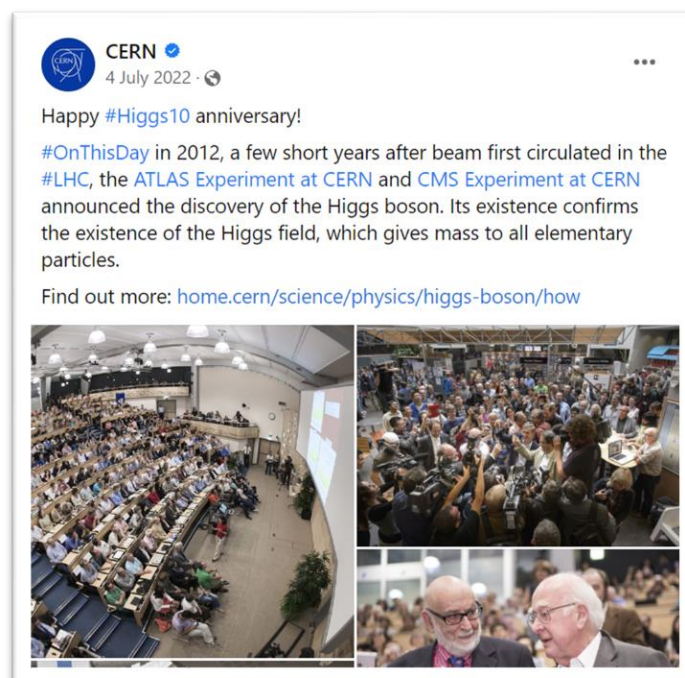 CERN
4 July 2022 ·
Happy #Higgs10 anniversary!
#OnThisDay in 2012, a few short years after beam first circulated in the
#LHC, the ATLAS Experiment at CERN and CMS Experiment at CERN
announced the discovery of the Higgs boson. Its existence confirms
the existence of the Higgs field, which gives mass to all elementary
particles.
Find out more: home.cern/science/physics/higgs-boson/how